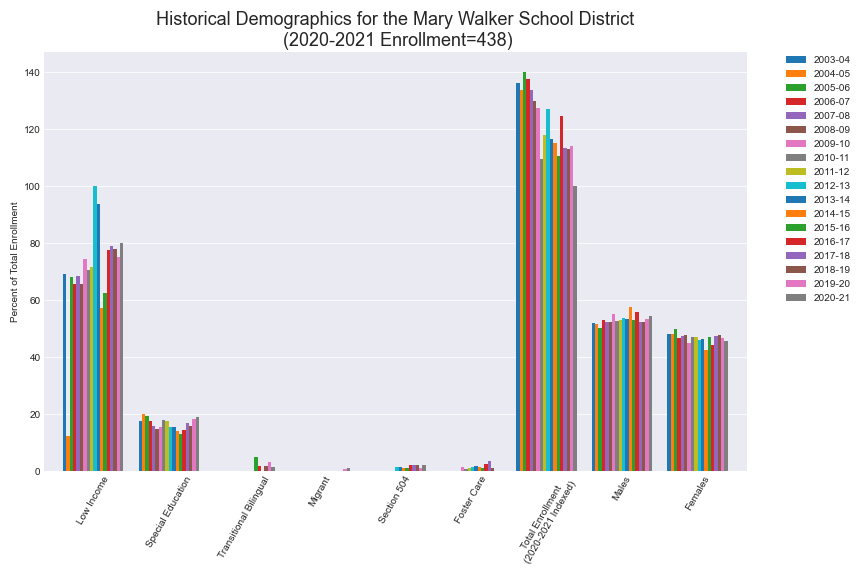 Historical Demographics for the Mary Walker School District
(2020-2021 Enrollment=438)
Percent of Total Enrollment
140
120
100
80
60
40
20
0
Low Income
Special Education
Transitional Bilingual
Migrant
Section 504
Foster Care
Total Enrollment
(2020-2021 Indexed)
Males
Females
2003-04
2004-05
2005-06
2006-07
2007-08
2008-09
2009-10
2010-11
2011-12
2012-13
2013-14
2014-15
2015-16
2016-17
2017-18
2018-19
2019-20
2020-21